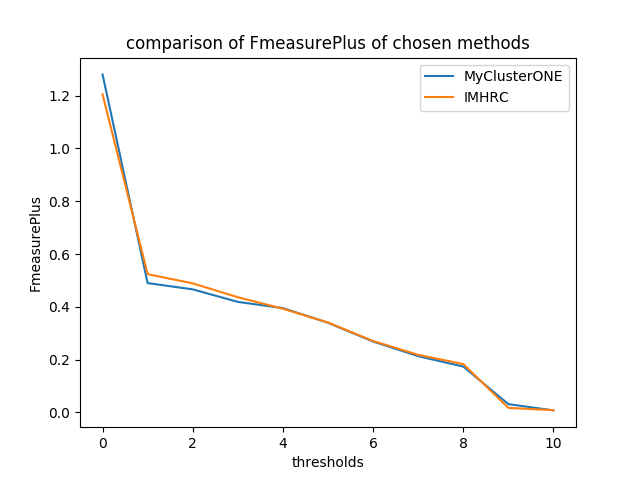 comparison of FmeasurePlus of chosen methods
MyClusterONE
IMHRC
FmeasurePlus
1.2
1.0
0.8
0.6
0.4
0.2
0.0
0 2 4 6 8 10
thresholds